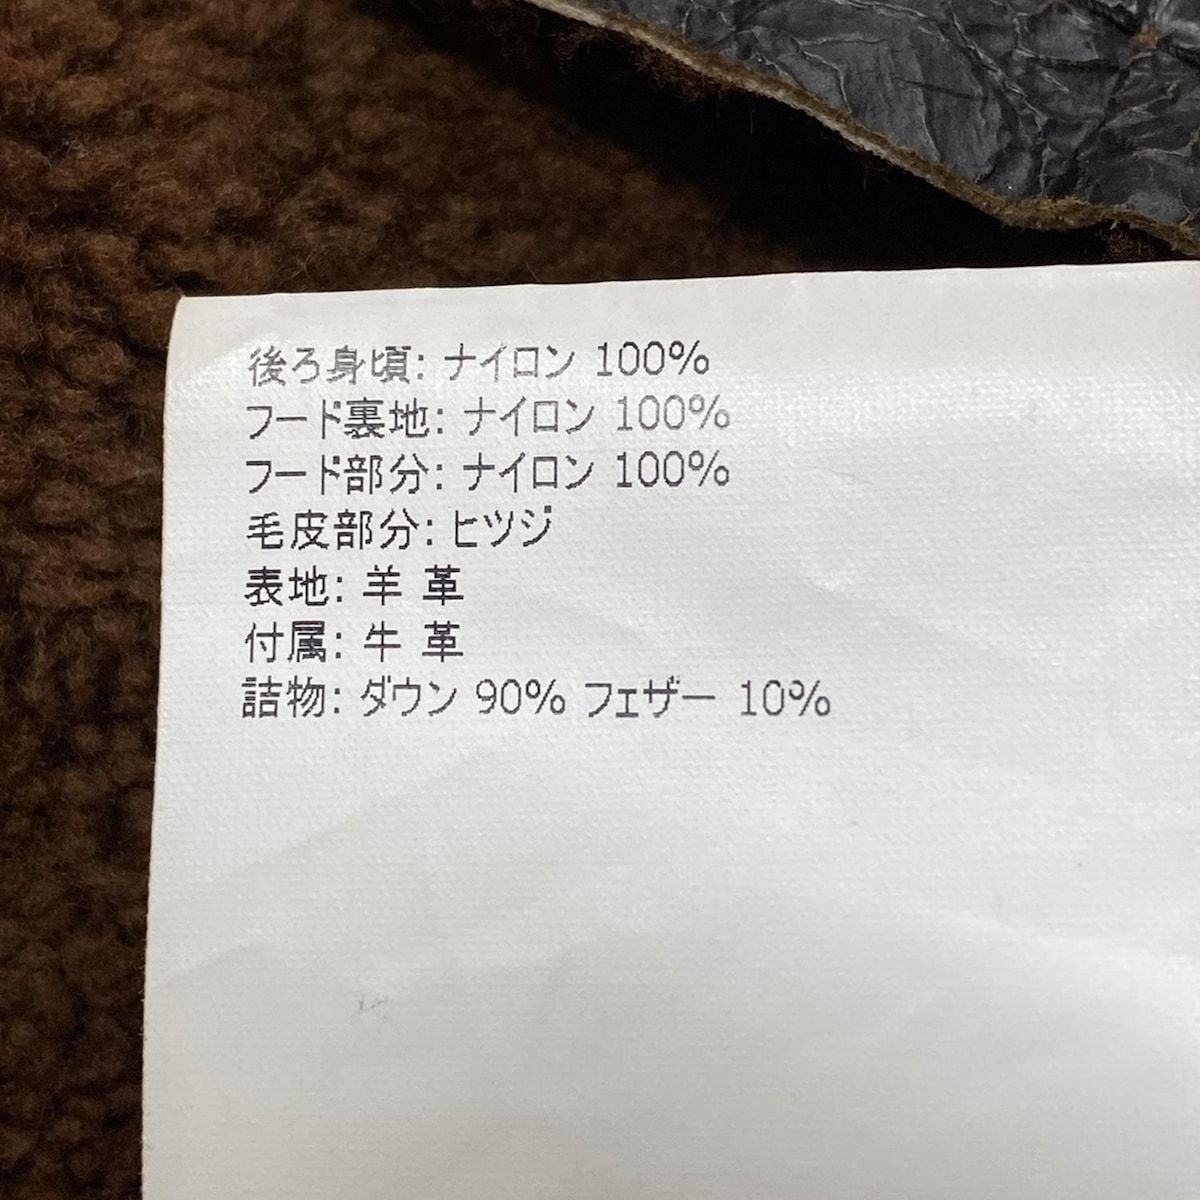 後ろ身頃: ナイロン 100%
フード裏地: ナイロン 100%
フード部分: ナイロン 100%
毛皮部分: ヒツジ
表地: 羊 革
付属: 牛 革
詰物: ダウン 90% フェザー 10%